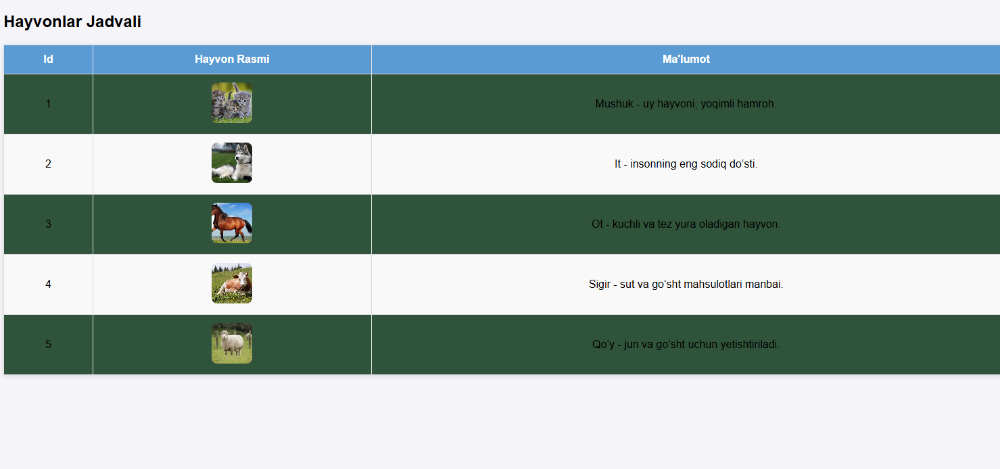 Hayvonlar Jadvali
Id Hayvon Rasmi Ma'lumot
1 Mushuk - uy hayvoni, yoqimli hamroh.
2 It - insonning eng sodiq do‘sti.
3 Ot - kuchli va tez yura oladigan hayvon.
4 Sigir - sut va go‘sht mahsulotlari manbai.
5 Qo‘y - jun va go‘sht uchun yetishtiriladi.